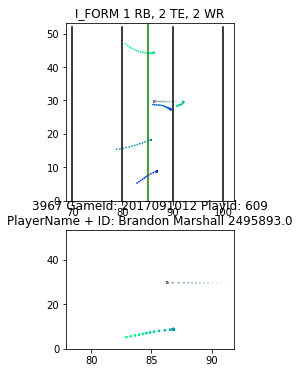 I_FORM 1 RB, 2 TE, 2 WR
50
40
30
20
10
0
70 80 90 100
3967 GameId: 2017091012 PlayId: 609
PlayerName + ID: Brandon Marshall 2495893.0
40
20
0
80 85 90